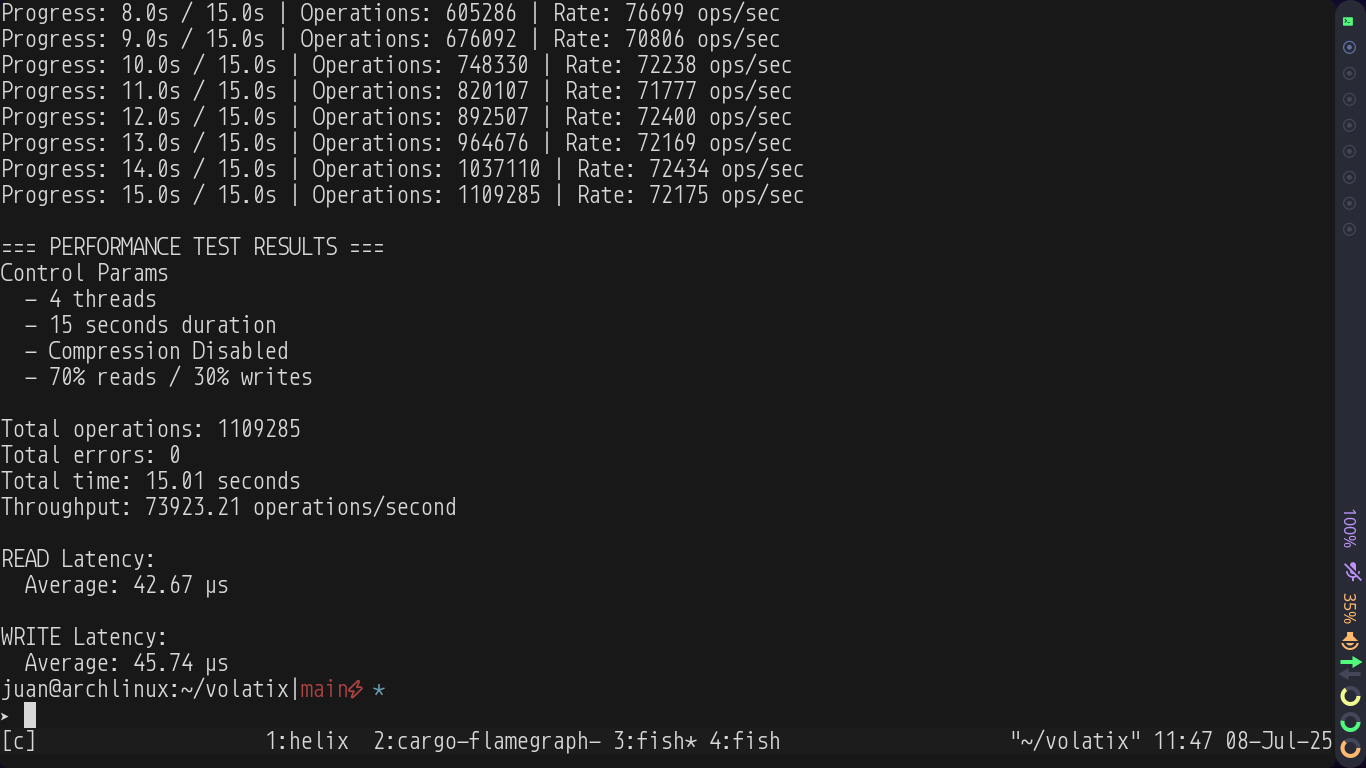 Progress: 8.0s / 15.0s | Operations: 605286 | Rate: 76699 ops/sec
Progress: 9.0s / 15.0s | Operations: 676092 | Rate: 70806 ops/sec
Progress: 10.0s / 15.0s | Operations: 748330 | Rate: 72238 ops/sec
Progress: 11.0s / 15.0s | Operations: 820107 | Rate: 71777 ops/sec
Progress: 12.0s / 15.0s | Operations: 892507 | Rate: 72400 ops/sec
Progress: 13.0s / 15.0s | Operations: 964676 | Rate: 72169 ops/sec
Progress: 14.0s / 15.0s | Operations: 1037110 | Rate: 72434 ops/sec
Progress: 15.0s / 15.0s | Operations: 1109285 | Rate: 72175 ops/sec
=== PERFORMANCE TEST RESULTS ===
Control Params
- 4 threads
- 15 seconds duration
- Compression Disabled
- 70% reads / 30% writes
Total operations: 1109285
Total errors: 0
Total time: 15.01 seconds
Throughput: 73923.21 operations/second
READ Latency:
Average: 42.67 µs
WRITE Latency:
Average: 45.74 µs
juan@archlinux:~/volatix|main⚡ *
➤
[c] 1:helix 2:cargo-flamegraph- 3:fish* 4:fish "~/volatix" 11:47 08-Jul-25
100%
35%